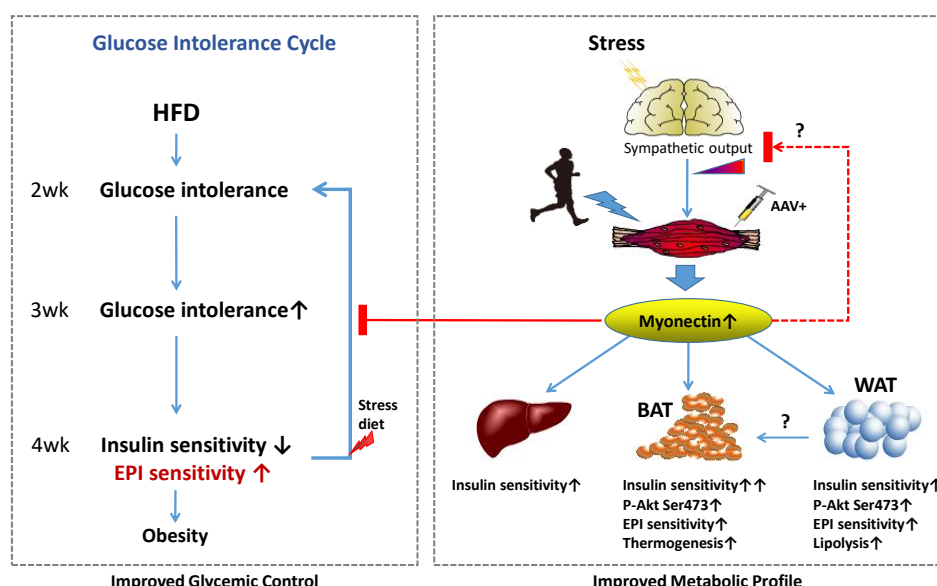 Glucose Intolerance Cycle
HFD
2wk Glucose intolerance
3wk Glucose intolerance↑
4wk Insulin sensitivity ↓
EPI sensitivity ↑
Stress
diet
Obesity
Improved Glycemic Control
Stress
Sympathetic output
?
AAV+
Myonectin↑
BAT
?
WAT
Insulin sensitivity↑
Insulin sensitivity↑↑
P-Akt Ser473↑
EPI sensitivity↑
Thermogenesis↑
Insulin sensitivity↑
P-Akt Ser473↑
EPI sensitivity↑
Lipolysis↑
Improved Metabolic Profile